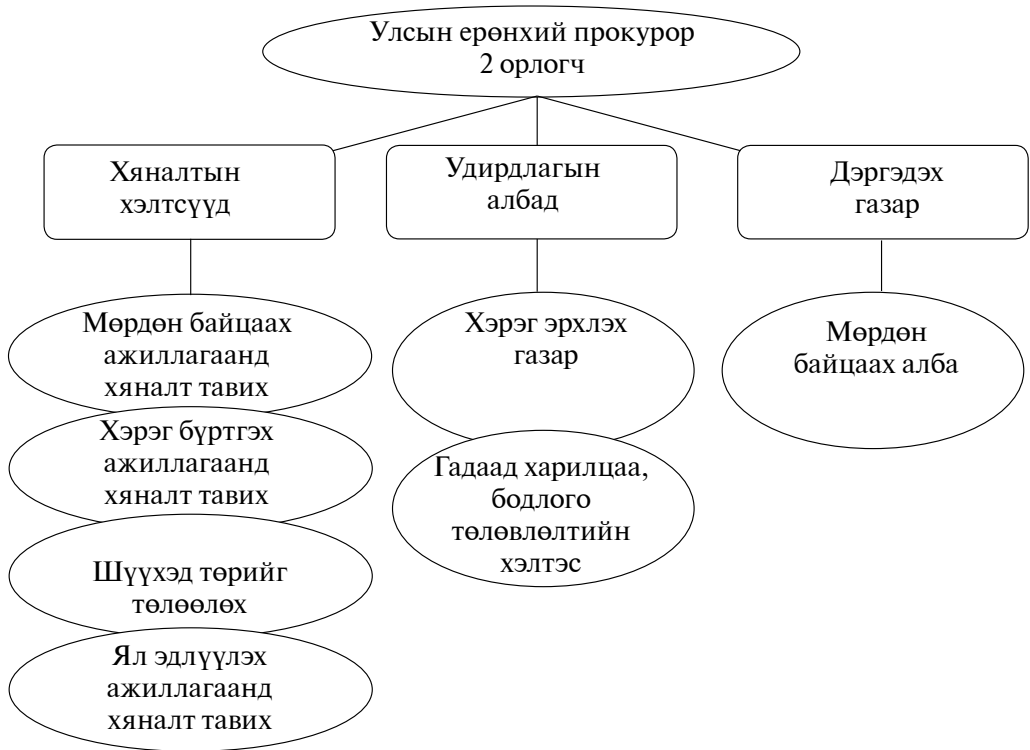 Улсын ерөнхий прокурор
2 орлогч
Хяналтын
хэлтсүүд
Удирдлагын
албад
Дэргэдэх
газар
Мөрдөн байцаах
ажиллагаанд
хяналт тавих
Хэрэг бүртгэх
ажиллагаанд
хяналт тавих
Шүүхэд төрийг
төлөөлөх
Ял эдлүүлэх
ажиллагаанд
хяналт тавих
Хэрэг эрхлэх
газар
Гадаад харилцаа,
бодлого
төлөвлөлтийн
хэлтэс
Мөрдөн
байцаах алба